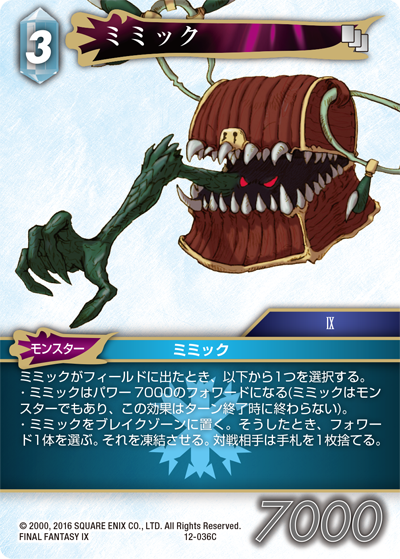 3
ミミック
IX
モンスター
ミミック
ミミックがフィールドに出たとき、以下から1つを選択する。
・ミミックはパワー7000のフォワードになる(ミミックはモン
スターでもあり、この効果はターン終了時に終わらない)。
・ミミックをブレイクゾーンに置く。そうしたとき、フォワー
ド1体を選ぶ。それを凍結させる。対戦相手は手札を1枚捨てる。
© 2000, 2016 SQUARE ENIX CO., LTD. All Rights Reserved.
FINAL FANTASY IX
12-036C
7000